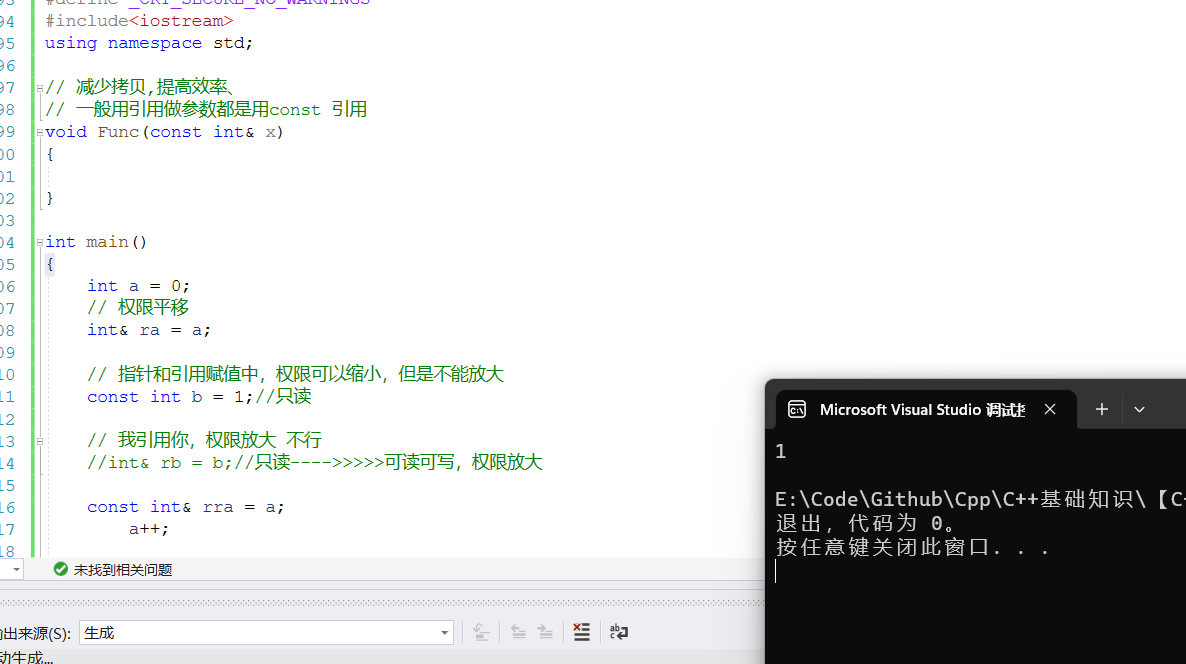 93 #define _CRT_SECURE_NO_WARNINGS
94 #include<iostream>
95 using namespace std;
96
97 // 减少拷贝,提高效率、
98 // 一般用引用做参数都是用const 引用
99 void Func(const int& x)
00 {
01
02 }
03
04 int main()
05 {
06 int a = 0;
07 // 权限平移
08 int& ra = a;
09
10 // 指针和引用赋值中，权限可以缩小，但是不能放大
11 const int b = 1;//只读
12
13 // 我引用你，权限放大 不行
14 //int& rb = b;//只读---->>>>>可读可写，权限放大
15
16 const int& rra = a;
17 a++;
18
未找到相关问题
出来源(S): 生成
动生成...
Microsoft Visual Studio 调试
1
E:\Code\Github\Cpp\C++基础知识\【C
退出，代码为 0。
按任意键关闭此窗口. . .